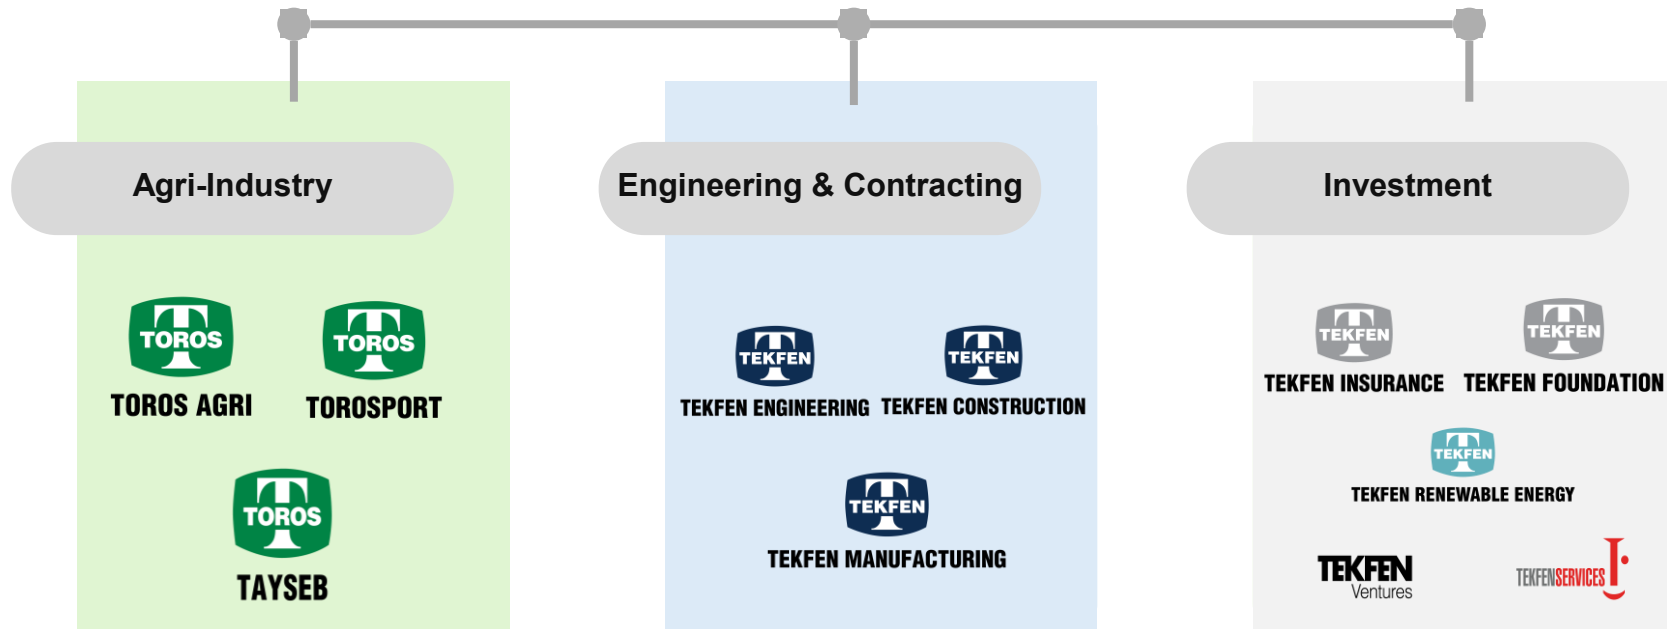 Agri-Industry
TOROS
TOROS AGRI
TOROS
TOROSPORT
TOROS
TAYSEB
Engineering & Contracting
TEKFEN
TEKFEN ENGINEERING
TEKFEN
TEKFEN CONSTRUCTION
TEKFEN
TEKFEN MANUFACTURING
Investment
TEKFEN
TEKFEN INSURANCE
TEKFEN
TEKFEN FOUNDATION
TEKFEN
TEKFEN RENEWABLE ENERGY
TEKFEN
Ventures
TEKFENSERVICES